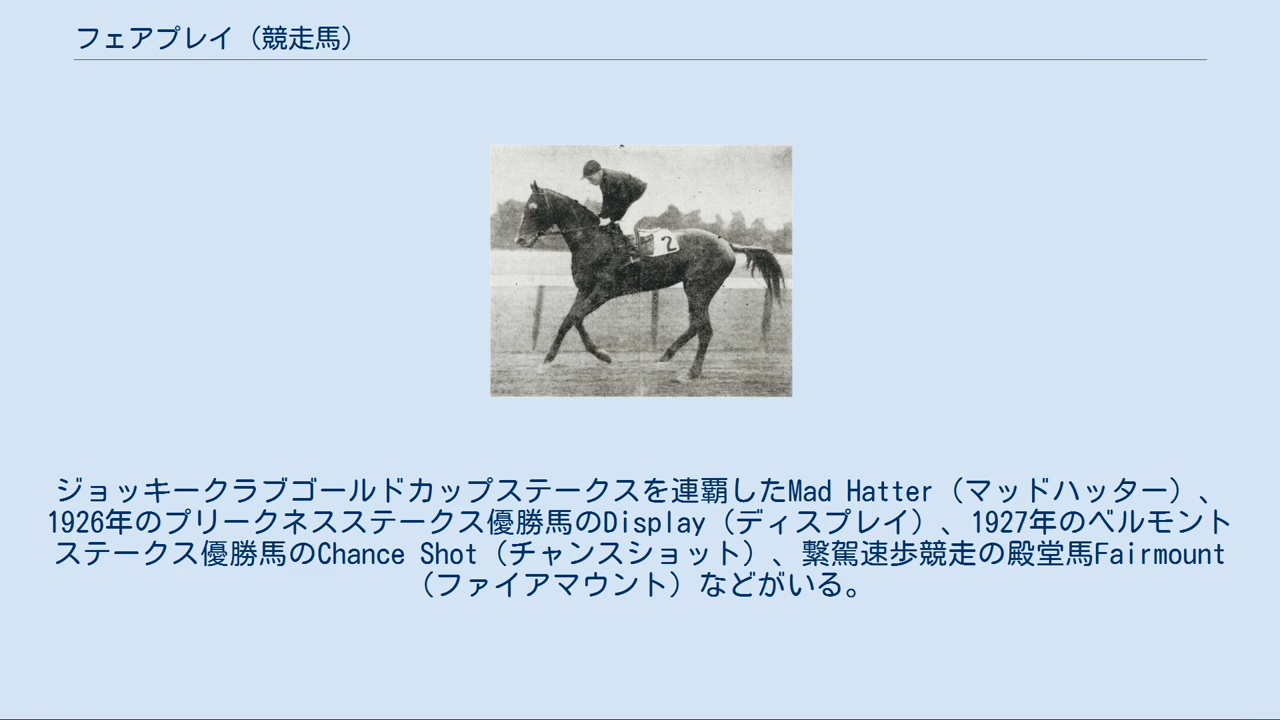 フェアプレイ（競走馬）
2
ジョッキークラブゴールドカップステークスを連覇したMad Hatter（マッドハッター）、
1926年のプリークネスステークス優勝馬のDisplay（ディスプレイ）、1927年のベルモント
ステークス優勝馬のChance Shot（チャンスショット）、繋駕速歩競走の殿堂馬Fairmount
（ファイアマウント）などがいる。